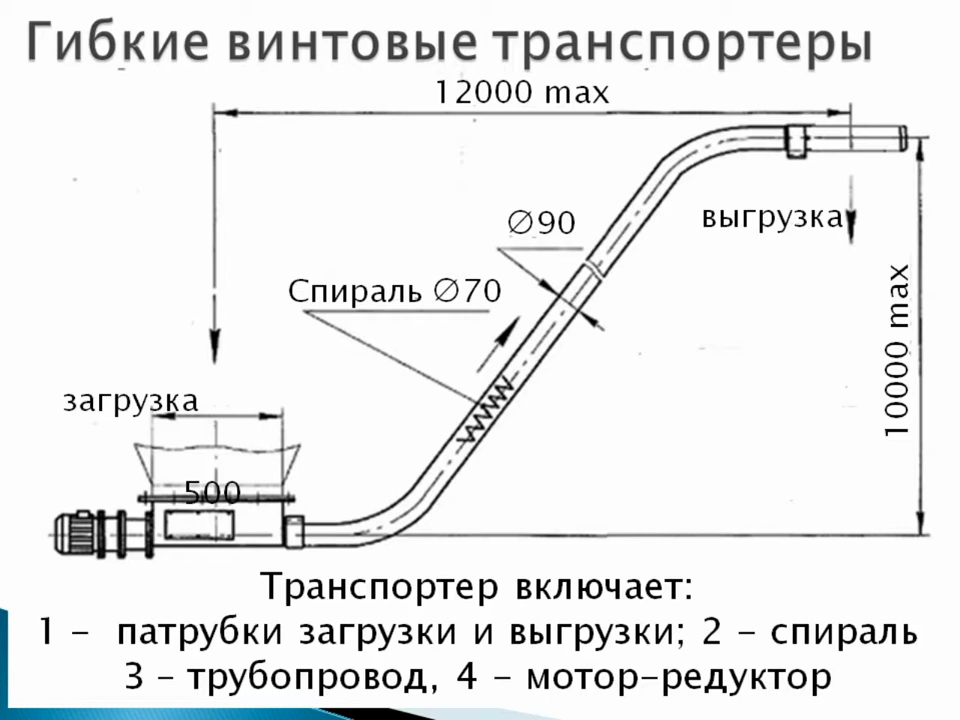 Гибкие винтовые транспортеры
12000 max
∅90
выгрузка
Спираль ∅70
10000 max
загрузка
500
Транспортер включает:
1 - патрубки загрузки и выгрузки; 2 - спираль
3 - трубопровод, 4 - мотор-редуктор